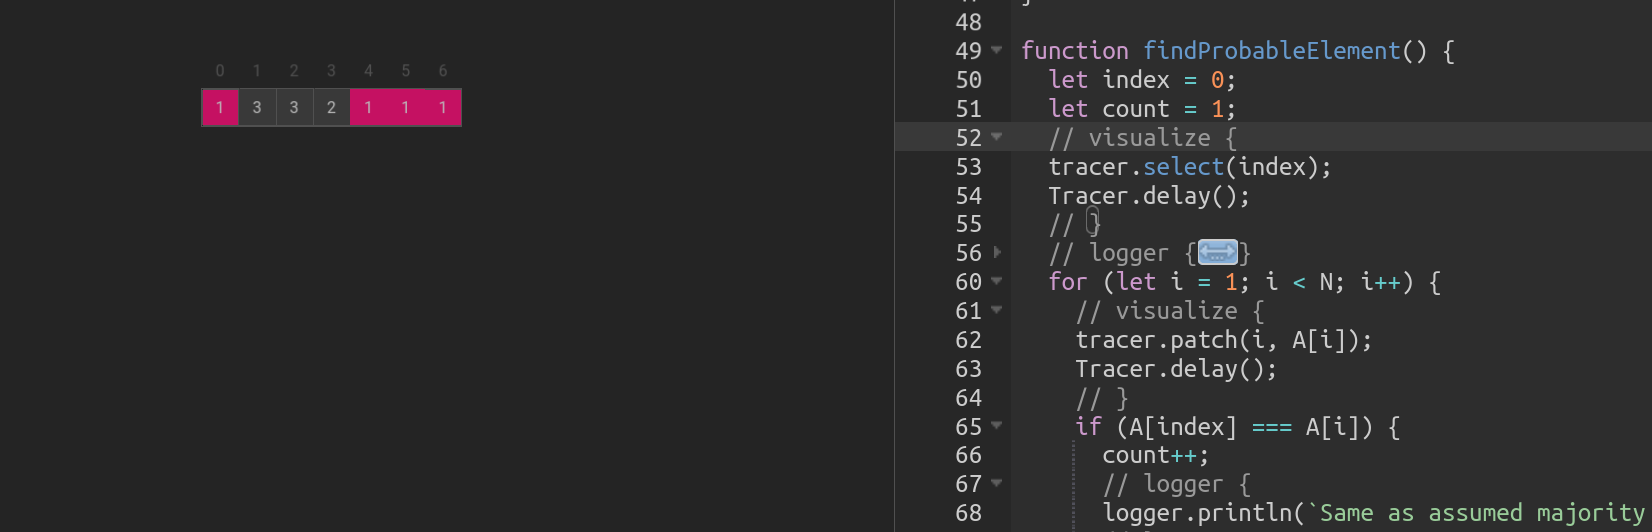 0 1 2 3 4 5 6
1 3 3 2 1 1 1
48
49 function findProbableElement() {
50 let index = 0;
51 let count = 1;
52 // visualize {
53 tracer.select(index);
54 Tracer.delay();
55 // }
56 // logger {...}
60 for (let i = 1; i < N; i++) {
61 // visualize {
62 tracer.patch(i, A[i]);
63 Tracer.delay();
64 // }
65 if (A[index] === A[i]) {
66 count++;
67 // logger {
68 logger.println(`Same as assumed majority